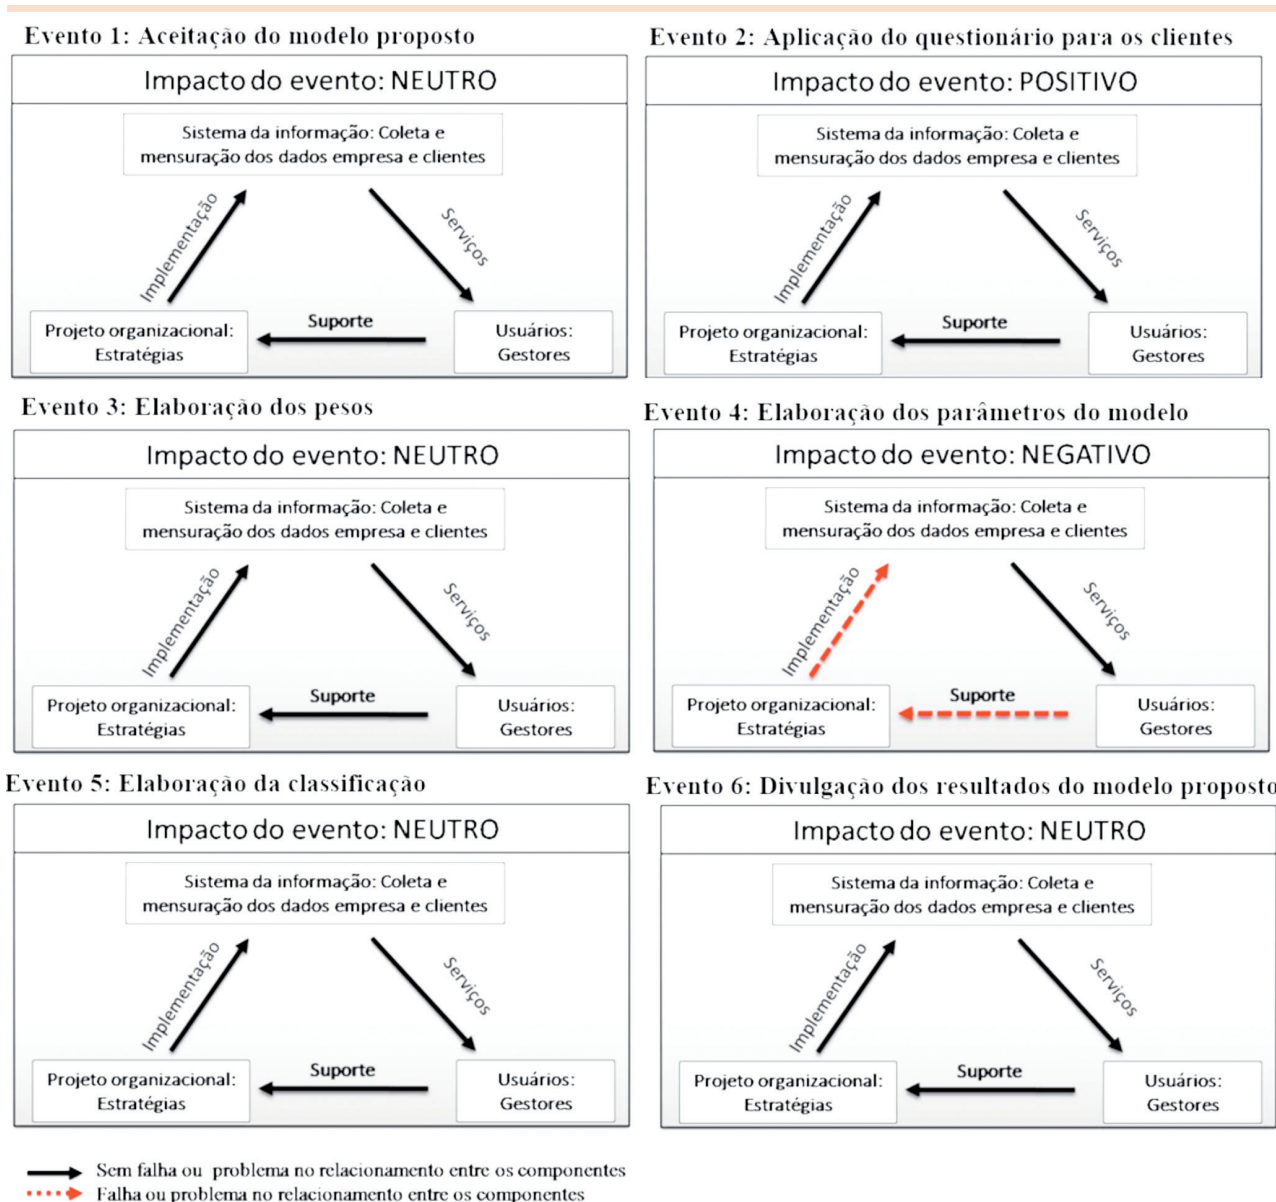 Evento 1: Aceitação do modelo proposto
Impacto do evento: NEUTRO
Sistema da informação: Coleta e
mensuração dos dados empresa e clientes
Implementação
Serviços
Suporte
Projeto organizacional:
Estratégias
Usuários:
Gestores
Evento 2: Aplicação do questionário para os clientes
Impacto do evento: POSITIVO
Sistema da informação: Coleta e
mensuração dos dados empresa e clientes
Implementação
Serviços
Suporte
Projeto organizacional:
Estratégias
Usuários:
Gestores
Evento 3: Elaboração dos pesos
Impacto do evento: NEUTRO
Sistema da informação: Coleta e
mensuração dos dados empresa e clientes
Implementação
Serviços
Suporte
Projeto organizacional:
Estratégias
Usuários:
Gestores
Evento 4: Elaboração dos parâmetros do modelo
Impacto do evento: NEGATIVO
Sistema da informação: Coleta e
mensuração dos dados empresa e clientes
Implementação
Serviços
Suporte
Projeto organizacional:
Estratégias
Usuários:
Gestores
Evento 5: Elaboração da classificação
Impacto do evento: NEUTRO
Sistema da informação: Coleta e
mensuração dos dados empresa e clientes
Implementação
Serviços
Suporte
Projeto organizacional:
Estratégias
Usuários:
Gestores
Evento 6: Divulgação dos resultados do modelo proposto
Impacto do evento: NEUTRO
Sistema da informação: Coleta e
mensuração dos dados empresa e clientes
Implementação
Serviços
Suporte
Projeto organizacional:
Estratégias
Usuários:
Gestores
Sem falha ou problema no relacionamento entre os componentes
Falha ou problema no relacionamento entre os componentes